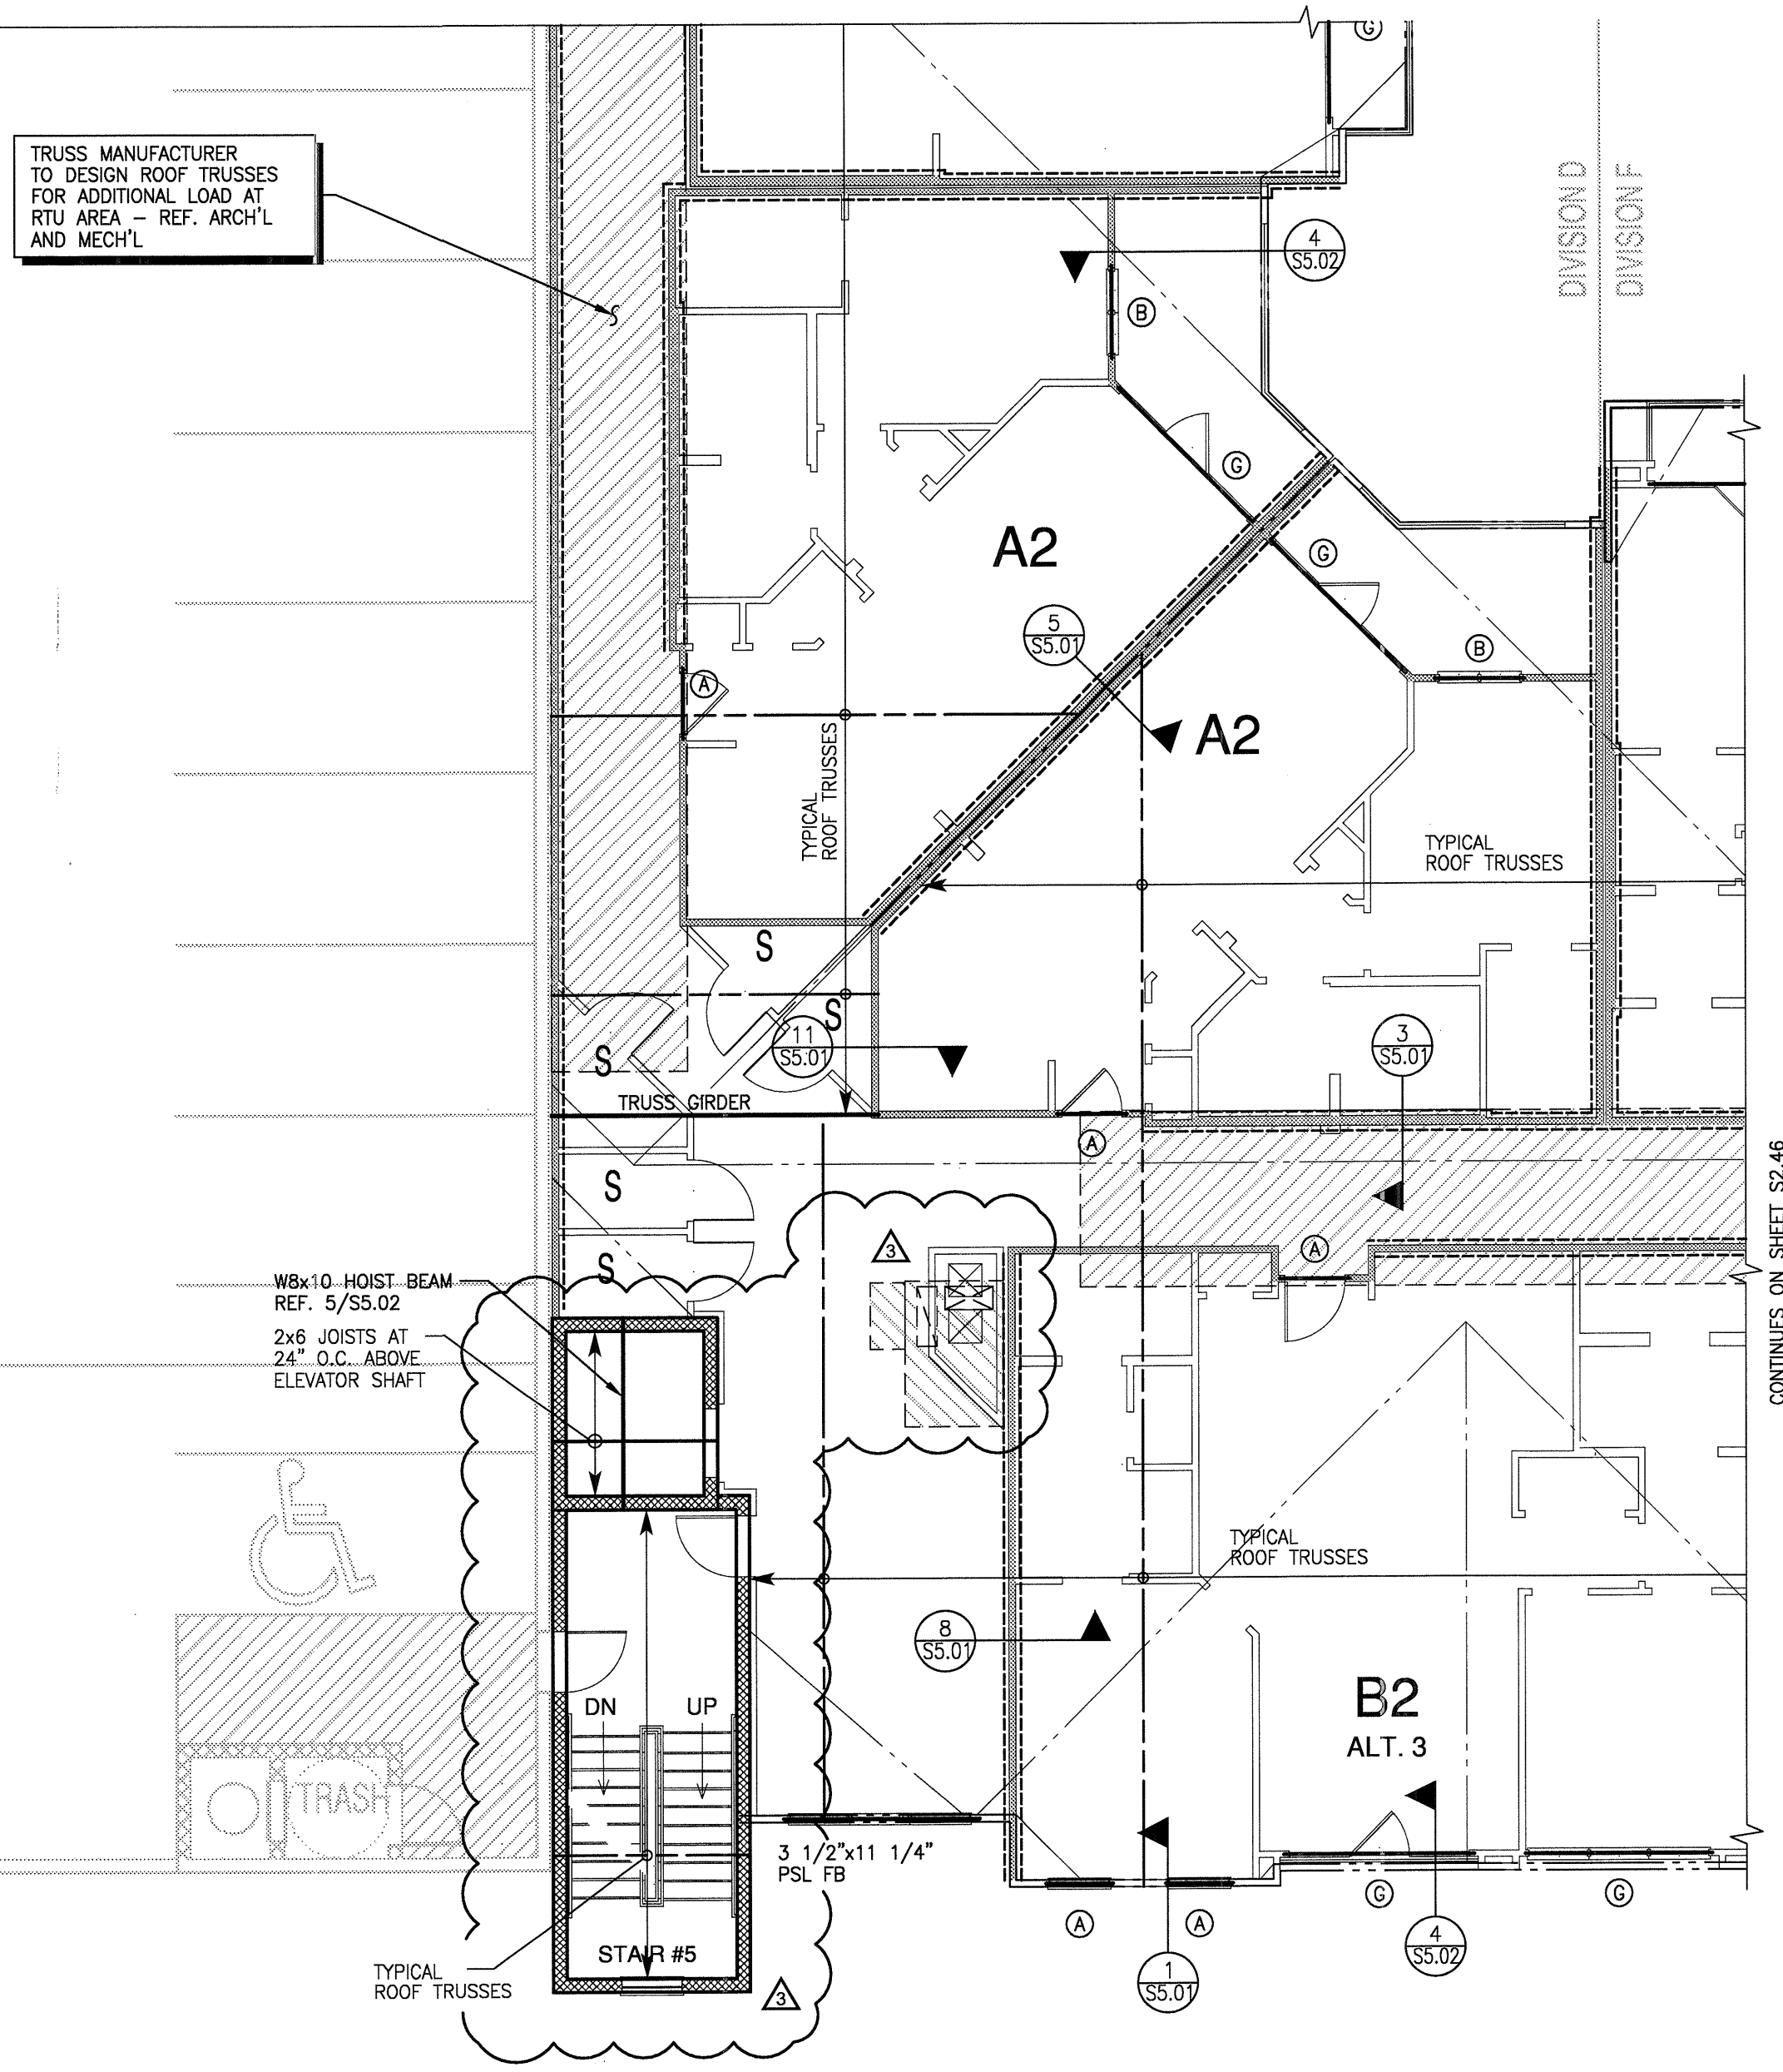 G
TRUSS MANUFACTURER
TO DESIGN ROOF TRUSSES
FOR ADDITIONAL LOAD AT
RTU AREA – REF. ARCH'L
AND MECH'L
DIVISION D
DIVISION F
4
S5.02
B
G
A2
G
5
S5.01
B
A
A2
TYPICAL
ROOF TRUSSES
TYPICAL
ROOF TRUSSES
S
S
11
S5.01
3
S5.01
S
TRUSS GIRDER
A
CONTINUES ON SHEET S2.46
S
3
A
S
W8x10 HOIST BEAM
REF. 5/S5.02
2x6 JOISTS AT
24" O.C. ABOVE
ELEVATOR SHAFT
TYPICAL
ROOF TRUSSES
8
S5.01
B2
ALT. 3
DN
UP
TRASH
3 1/2"x11 1/4"
PSL FB
G
G
A
A
4
S5.02
STAIR #5
TYPICAL
ROOF TRUSSES
1
S5.01
3